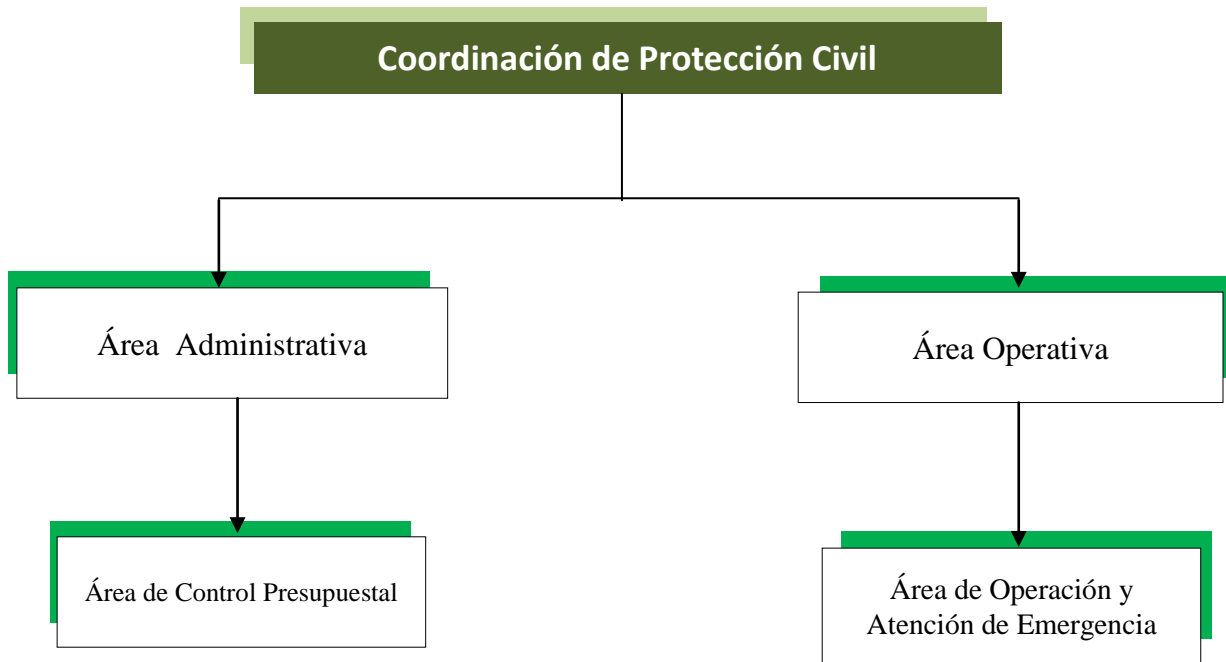 Coordinación de Protección Civil
Área Administrativa
Área Operativa
Área de Control Presupuestal
Área de Operación y
Atención de Emergencia